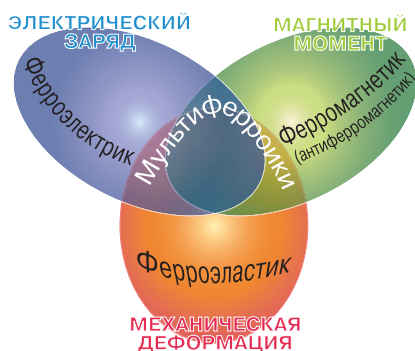 ЭЛЕКТРИЧЕСКИЙ
ЗАРЯД
МАГНИТНЫЙ
МОМЕНТ
Ферроэлектрик
Мультиферроики
Ферромагнетик
(антиферромагнетик)
Ферроэластик
МЕХАНИЧЕСКАЯ
ДЕФОРМАЦИЯ